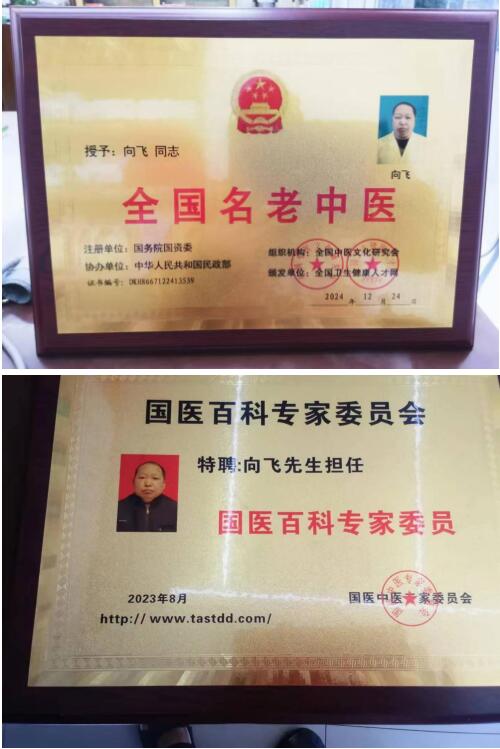 授予：向飞 同志
向飞
全国名老中医
注册单位：国务院国资委
协办单位：中华人民共和国民政部
证书编号：DKH8667122413539
组织机构：全国中医文化研究会
颁发单位：全国卫生健康人才网
2024 年 12 月 24 日
国医百科专家委员会
特聘:向飞先生担任
国医百科专家委员
2023年8月
国医中医专家委员会
http://www.tastdd.com/